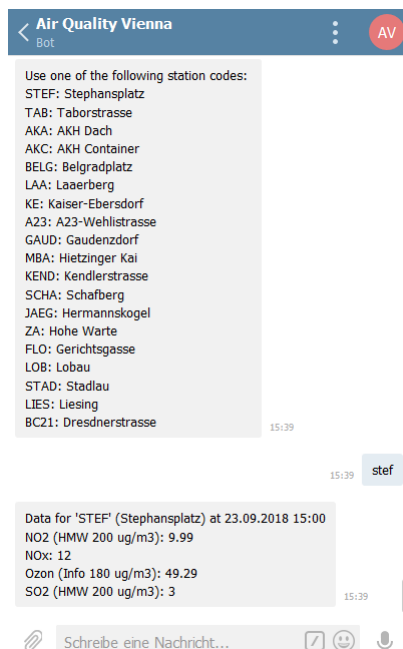 Air Quality Vienna
Bot
AV
Use one of the following station codes:
STEF: Stephansplatz
TAB: Taborstrasse
AKA: AKH Dach
AKC: AKH Container
BELG: Belgradplatz
LAA: Laaerberg
KE: Kaiser-Ebersdorf
A23: A23-Wehlistrasse
GAUD: Gaudenzdorf
MBA: Hietzinger Kai
KEND: Kendlerstrasse
SCHA: Schafberg
JAEG: Hermannskogel
ZA: Hohe Warte
FLO: Gerichtsgasse
LOB: Lobau
STAD: Stadlau
LIES: Liesing
BC21: Dresdnerstrasse
15:39
15:39 stef
Data for 'STEF' (Stephansplatz) at 23.09.2018 15:00
NO2 (HMW 200 ug/m3): 9.99
NOx: 12
Ozon (Info 180 ug/m3): 49.29
SO2 (HMW 200 ug/m3): 3
15:39
Schreibe eine Nachricht...